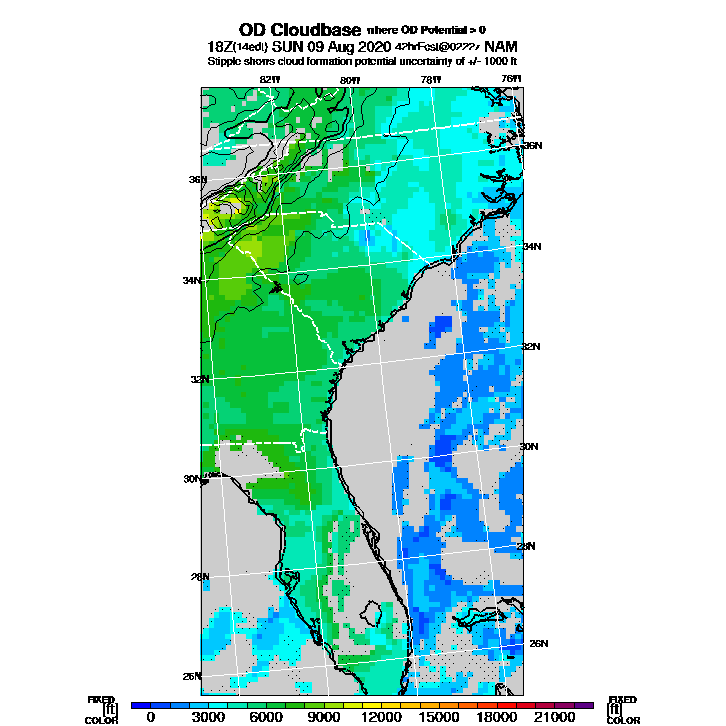 OD Cloudbase where OD Potential > 0
18Z(14edt) SUN 09 Aug 2020 42hrFcst@0222z NAM
Stipple shows cloud formation potential uncertainty of +/- 1000 ft
82W 80W 78W 76W
36N 36N
34N 34N
32N 32N
30N 30N
28N 28N
26N 26N
FIXED FIXED
[ft] [ft]
COLOR COLOR
0 3000 6000 9000 12000 15000 18000 21000